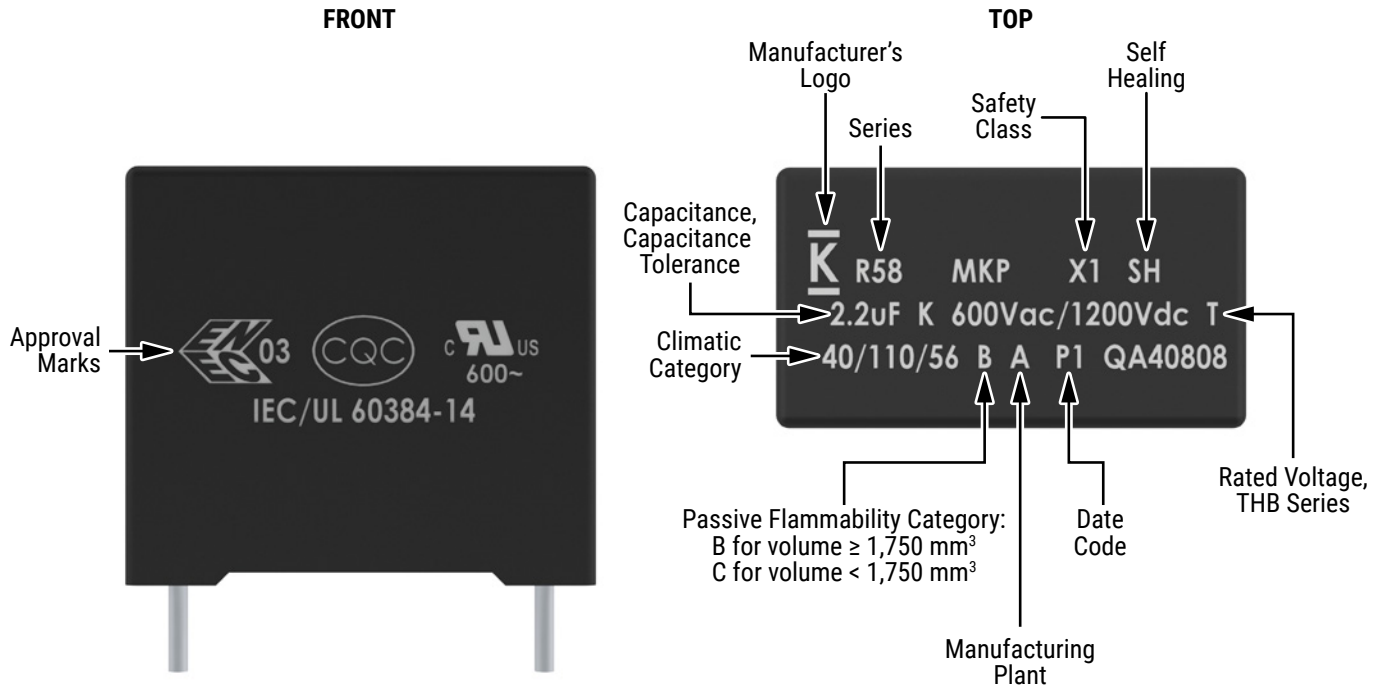 FRONT
Approval
Marks
03
CQC
C RU US
600~
IEC/UL 60384-14
TOP
Manufacturer's
Logo
Series
Safety
Class
Self
Healing
Capacitance,
Capacitance
Tolerance
Climatic
Category
K R58 MKP X1 SH
2.2uF K 600Vac/1200Vdc T
40/110/56 B A P1 QA40808
Passive Flammability Category:
B for volume ≥ 1,750 mm³
C for volume < 1,750 mm³
Date
Code
Rated Voltage,
THB Series
Manufacturing
Plant